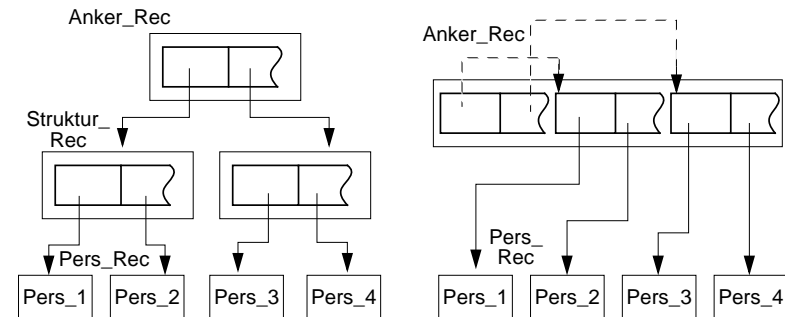 Anker_Rec
Struktur_
Rec
Pers_Rec
Pers_1 Pers_2 Pers_3 Pers_4
Anker_Rec
Pers_
Rec
Pers_1 Pers_2 Pers_3 Pers_4